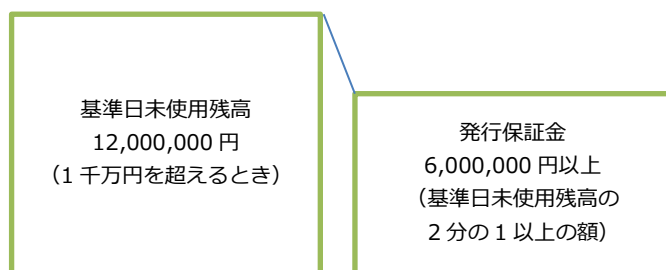 基準日未使用残高
12,000,000 円
（1 千万円を超えるとき）
発行保証金
6,000,000 円以上
（基準日未使用残高の
2 分の 1 以上の額）